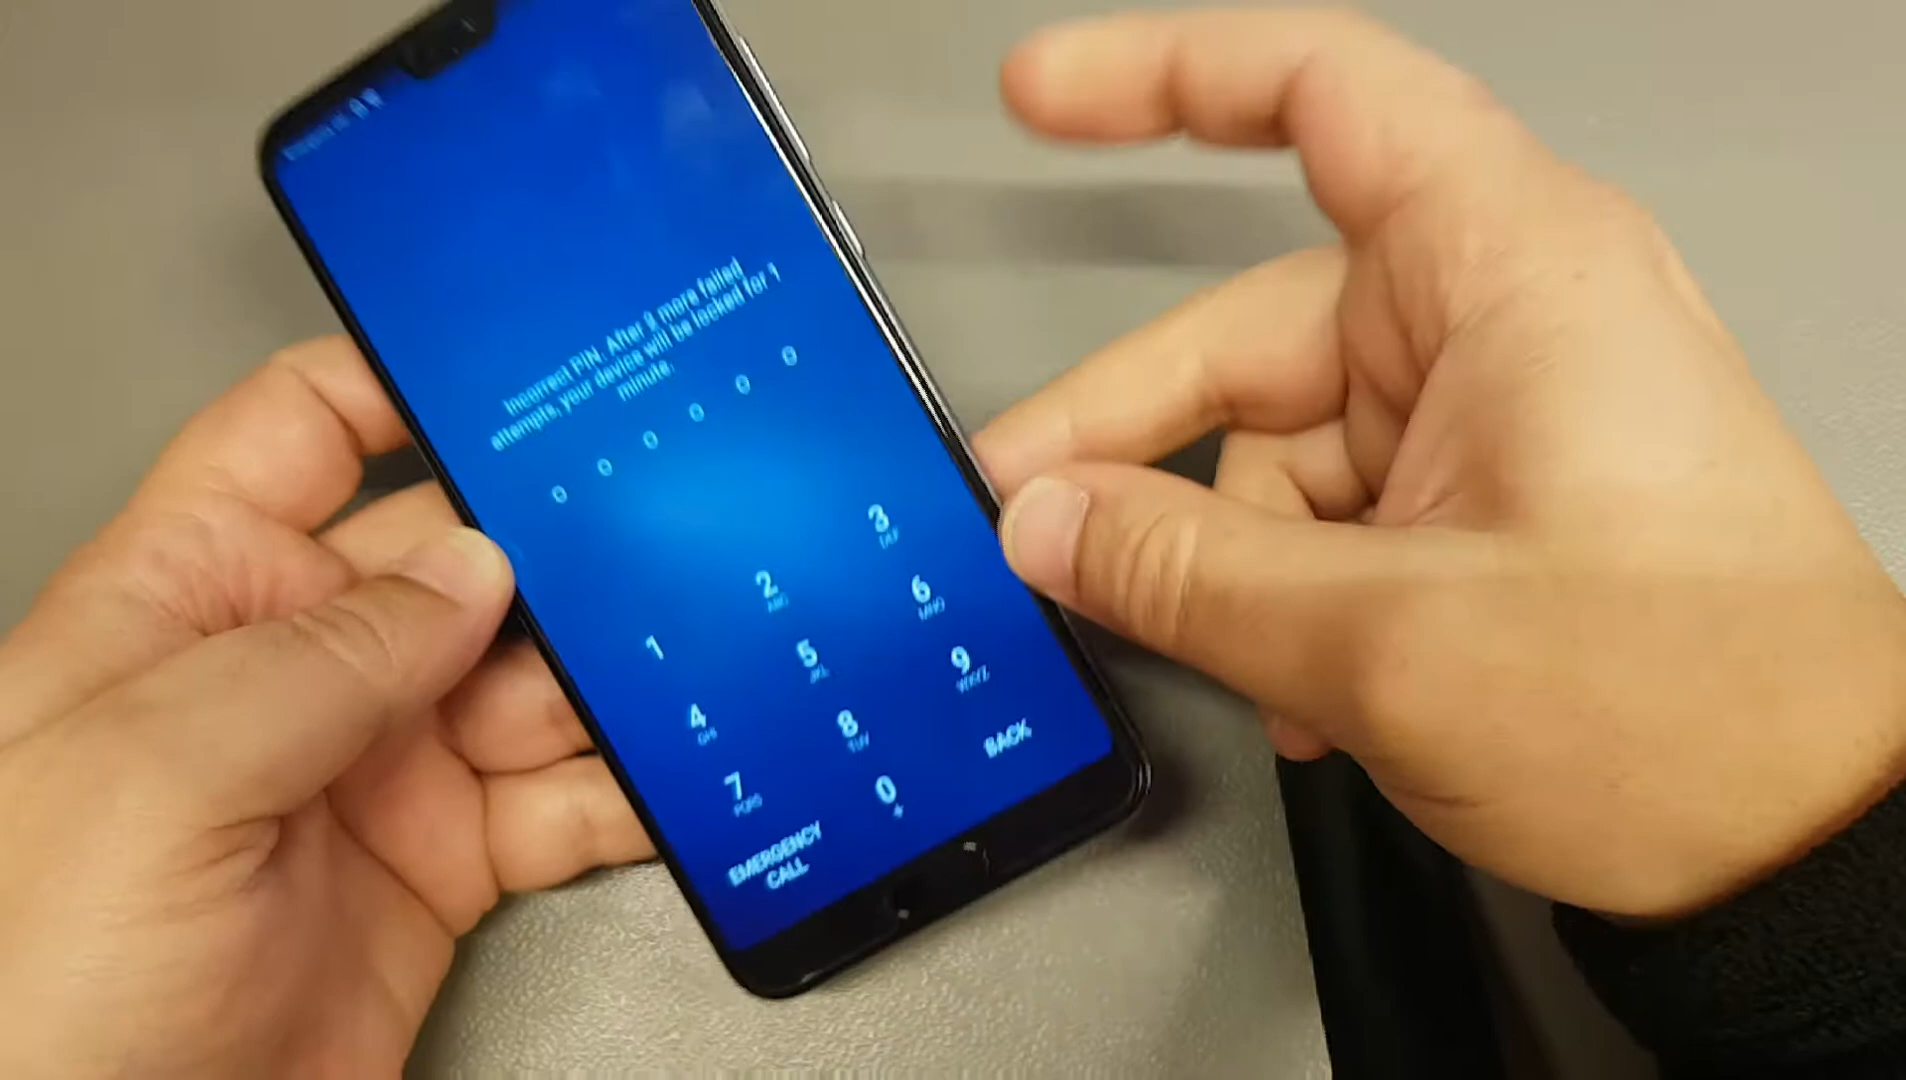 Incorrect PIN. After 9 more failed
attempts, your device will be locked for 1
minute.
1
2
ABC
3
DEF
4
GHI
5
JKL
6
MNO
7
PQRS
8
TUV
9
WXYZ
EMERGENCY
CALL
0
+
BACK